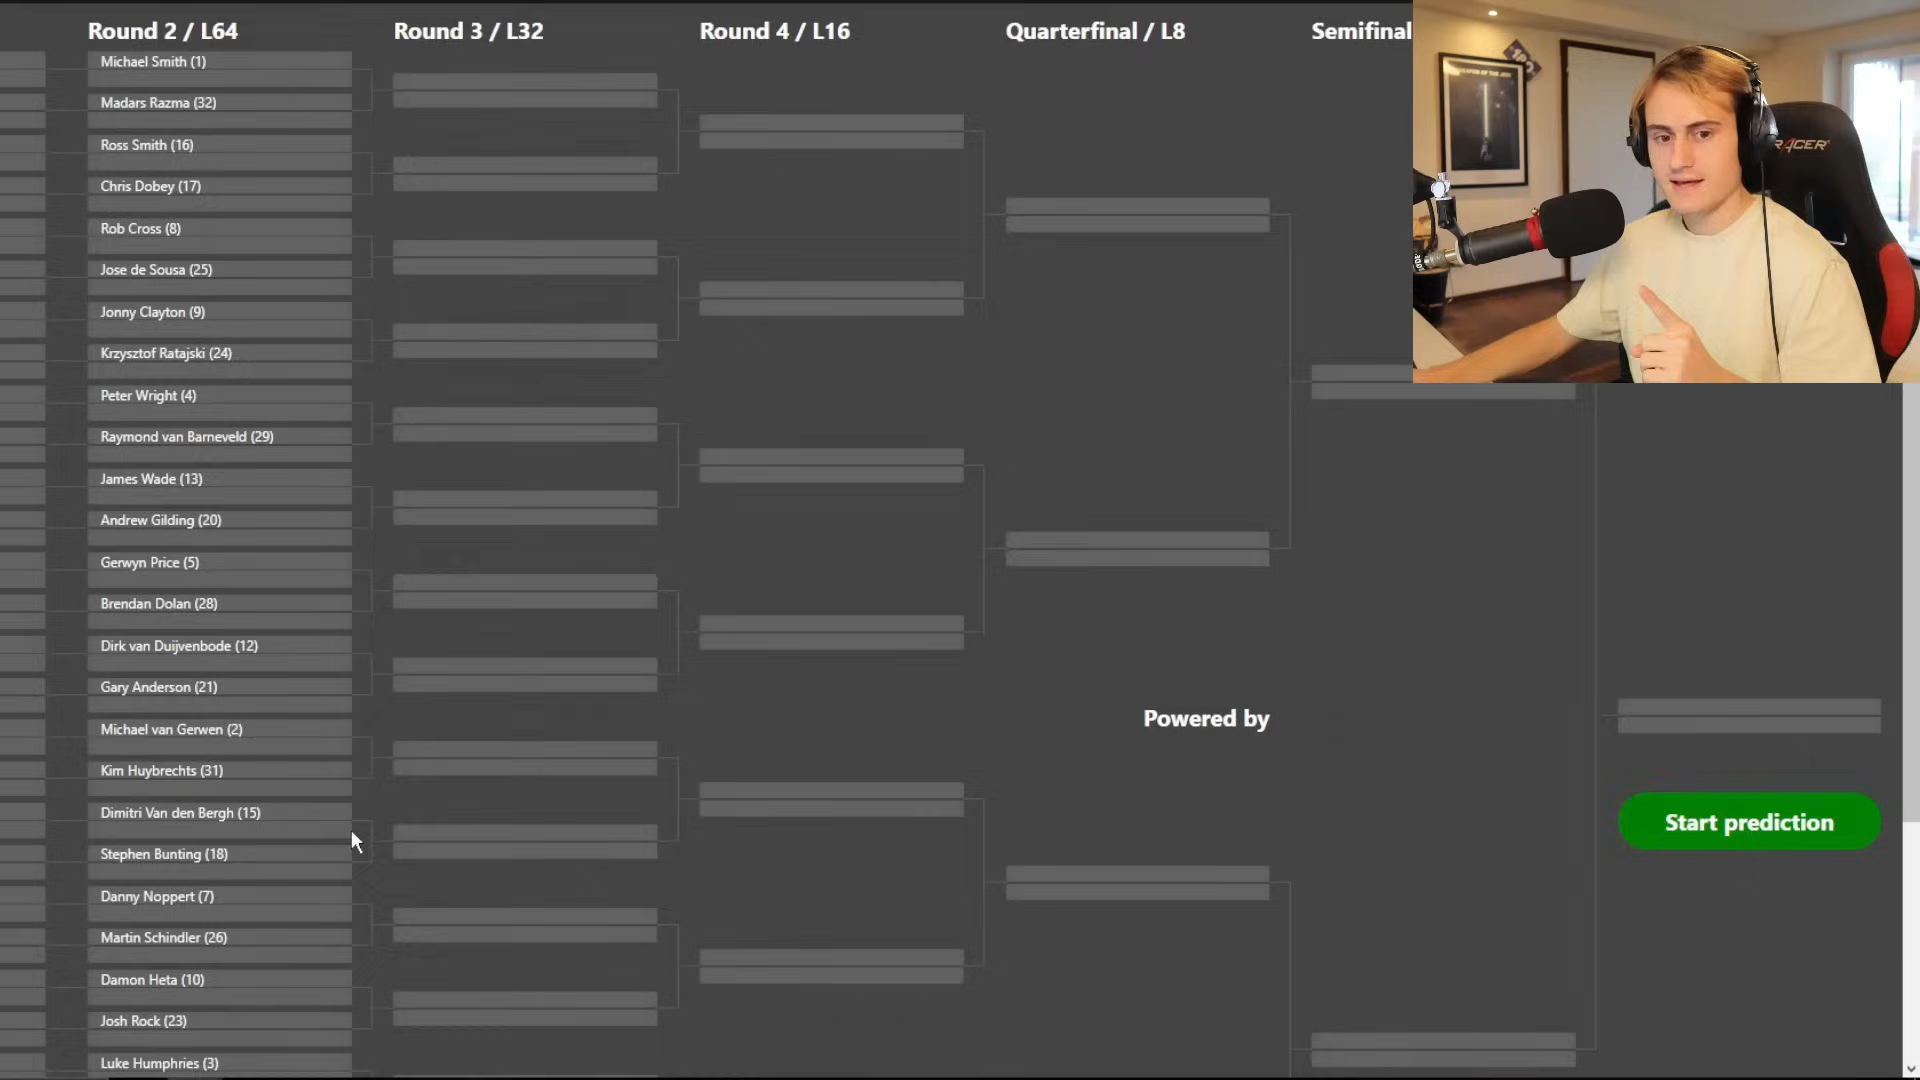 Round 2 / L64
Round 3 / L32
Round 4 / L16
Quarterfinal / L8
Semifinal
Michael Smith (1)
Madars Razma (32)
Ross Smith (16)
Chris Dobey (17)
Rob Cross (8)
Jose de Sousa (25)
Jonny Clayton (9)
Krzysztof Ratajski (24)
Peter Wright (4)
Raymond van Barneveld (29)
James Wade (13)
Andrew Gilding (20)
Gerwyn Price (5)
Brendan Dolan (28)
Dirk van Duijvenbode (12)
Gary Anderson (21)
Michael van Gerwen (2)
Kim Huybrechts (31)
Dimitri Van den Bergh (15)
Stephen Bunting (18)
Danny Noppert (7)
Martin Schindler (26)
Damon Heta (10)
Josh Rock (23)
Luke Humphries (3)
Powered by
Start prediction